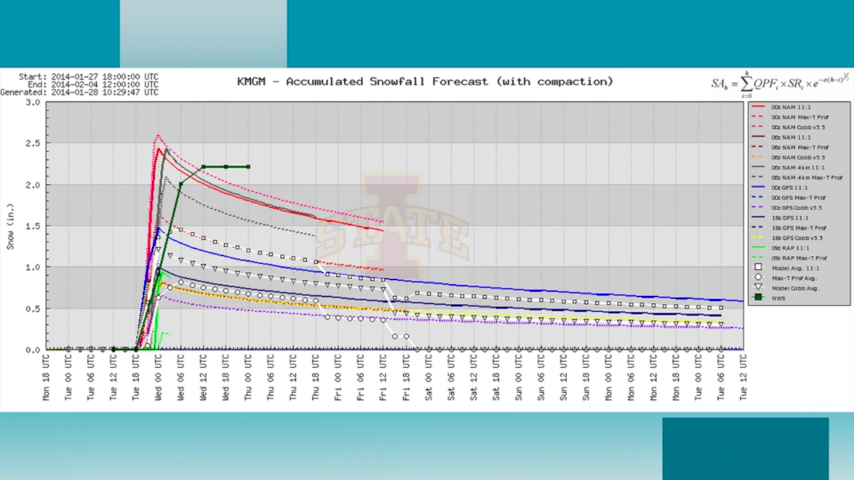 Start: 2014-01-27 18:00:00 UTC
End: 2014-02-04 12:00:00 UTC
Generated: 2014-01-28 10:29:47 UTC
KMGM - Accumulated Snowfall Forecast (with compaction)
3.0
2.5
2.0
1.5
1.0
0.5
0.0
Snow (in.)
I STATE
00z NAM 11:1
00z NAM Max-T Prof
00z NAM Cobb v5.5
06z NAM 11:1
06z NAM Max-T Prof
06z NAM Cobb v5.5
00z NAM 4km 11:1
00z NAM 4km Max-T Prof
00z GFS 11:1
00z GFS Max-T Prof
00z GFS Cobb v5.5
18z GFS 11:1
18z GFS Max-T Prof
18z GFS Cobb v5.5
09z RAP 11:1
09z RAP Max-T Prof
Model Avg. 11:1
Max-T Prof Avg.
Model Cobb Avg.
NWS
Mon 18 UTC
Tue 00 UTC
Tue 06 UTC
Tue 12 UTC
Tue 18 UTC
Wed 00 UTC
Wed 06 UTC
Wed 12 UTC
Wed 18 UTC
Thu 00 UTC
Thu 06 UTC
Thu 12 UTC
Thu 18 UTC
Fri 00 UTC
Fri 06 UTC
Fri 12 UTC
Fri 18 UTC
Sat 00 UTC
Sat 06 UTC
Sat 12 UTC
Sat 18 UTC
Sun 00 UTC
Sun 06 UTC
Sun 12 UTC
Sun 18 UTC
Mon 00 UTC
Mon 06 UTC
Mon 12 UTC
Mon 18 UTC
Tue 00 UTC
Tue 06 UTC
Tue 12 UTC